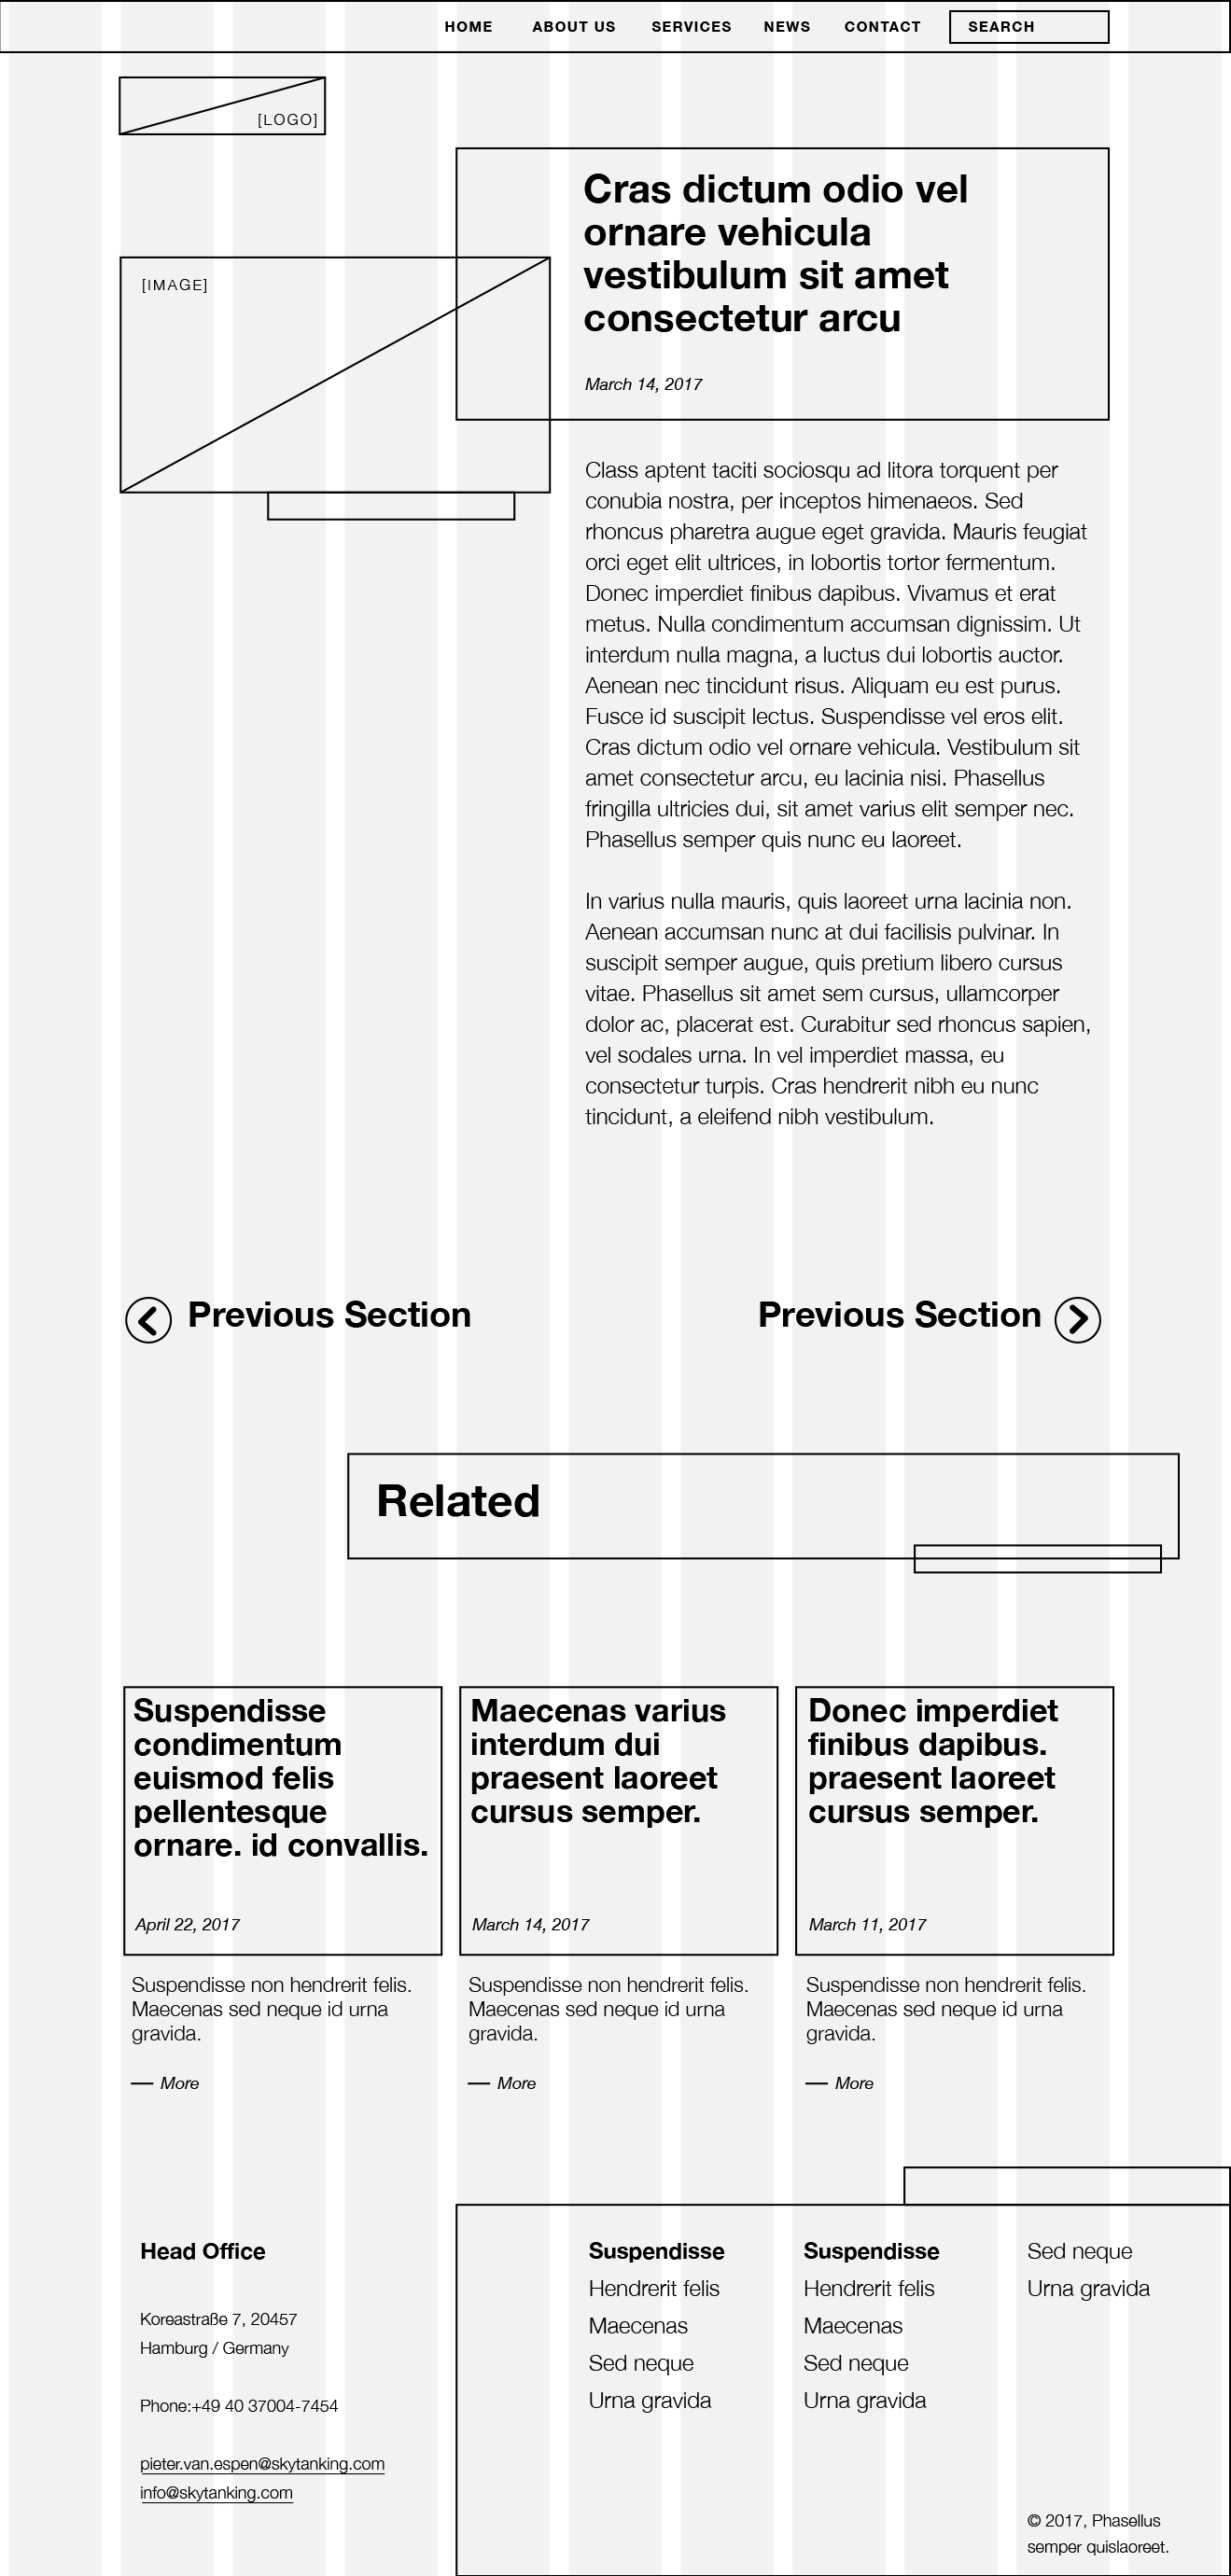 HOME ABOUT US SERVICES NEWS CONTACT SEARCH
[LOGO]
Cras dictum odio vel
ornare vehicula
vestibulum sit amet
consectetur arcu
March 14, 2017
[IMAGE]
Class aptent taciti sociosqu ad litora torquent per
conubia nostra, per inceptos himenaeos. Sed
rhoncus pharetra augue eget gravida. Mauris feugiat
orci eget elit ultrices, in lobortis tortor fermentum.
Donec imperdiet finibus dapibus. Vivamus et erat
metus. Nulla condimentum accumsan dignissim. Ut
interdum nulla magna, a luctus dui lobortis auctor.
Aenean nec tincidunt risus. Aliquam eu est purus.
Fusce id suscipit lectus. Suspendisse vel eros elit.
Cras dictum odio vel ornare vehicula. Vestibulum sit
amet consectetur arcu, eu lacinia nisi. Phasellus
fringilla ultricies dui, sit amet varius elit semper nec.
Phasellus semper quis nunc eu laoreet.
In varius nulla mauris, quis laoreet urna lacinia non.
Aenean accumsan nunc at dui facilisis pulvinar. In
suscipit semper augue, quis pretium libero cursus
vitae. Phasellus sit amet sem cursus, ullamcorper
dolor ac, placerat est. Curabitur sed rhoncus sapien,
vel sodales urna. In vel imperdiet massa, eu
consectetur turpis. Cras hendrerit nibh eu nunc
tincidunt, a eleifend nibh vestibulum.
Previous Section
Previous Section
Related
Suspendisse
condimentum
euismod felis
pellentesque
ornare. id convallis.
April 22, 2017
Suspendisse non hendrerit felis.
Maecenas sed neque id urna
gravida.
— More
Maecenas varius
interdum dui
praesent laoreet
cursus semper.
March 14, 2017
Suspendisse non hendrerit felis.
Maecenas sed neque id urna
gravida.
— More
Donec imperdiet
finibus dapibus.
praesent laoreet
cursus semper.
March 11, 2017
Suspendisse non hendrerit felis.
Maecenas sed neque id urna
gravida.
— More
Head Office
Koreastraße 7, 20457
Hamburg / Germany
Phone:+49 40 37004-7454
pieter.van.espen@skytanking.com
info@skytanking.com
Suspendisse
Hendrerit felis
Maecenas
Sed neque
Urna gravida
Suspendisse
Hendrerit felis
Maecenas
Sed neque
Urna gravida
Sed neque
Urna gravida
© 2017, Phasellus
semper quislaoreet.